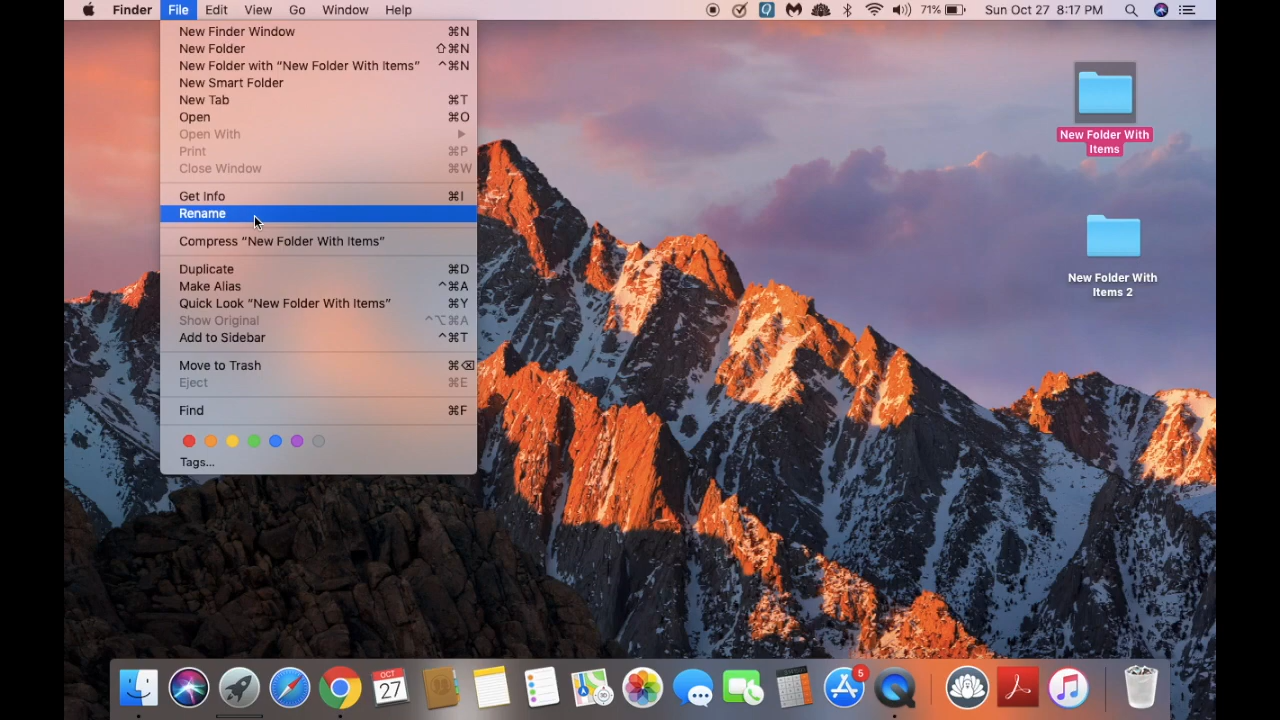 Finder File Edit View Go Window Help 71% Sun Oct 27 8:17 PM
New Finder Window ⌘N
New Folder ⇧⌘N
New Folder with “New Folder With Items” ^⌘N
New Smart Folder
New Tab ⌘T
Open ⌘O
Open With ▶
Print ⌘P
Close Window ⌘W
Get Info ⌘I
Rename
Compress “New Folder With Items”
Duplicate ⌘D
Make Alias ^⌘A
Quick Look “New Folder With Items” ⌘Y
Show Original ^⌥⌘A
Add to Sidebar ^⌘T
Move to Trash ⌘⌫
Eject ⌘E
Find ⌘F
Tags...
New Folder With
Items
New Folder With
Items 2
OCT
27
5